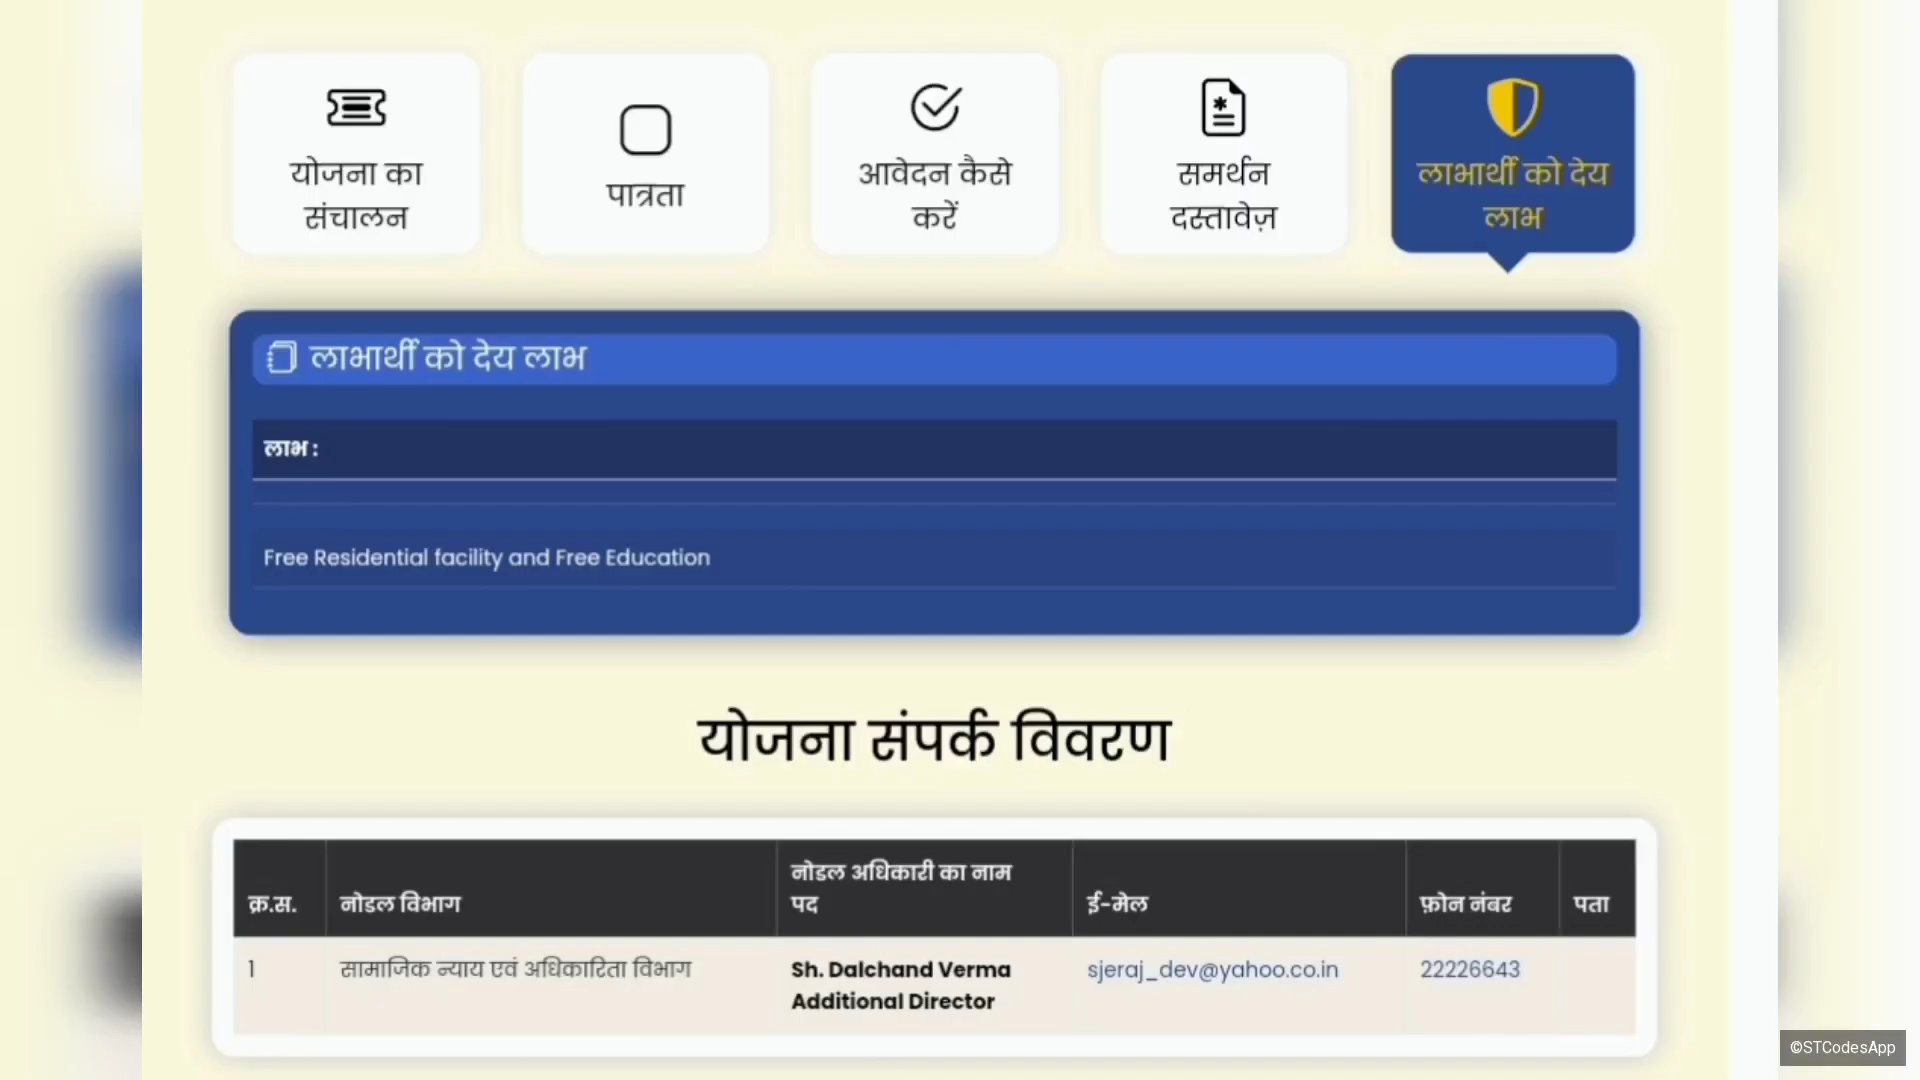 योजना का
संचालन
पात्रता
आवेदन कैसे
करें
समर्थन
दस्तावेज़
लाभार्थी को देय
लाभ
लाभार्थी को देय लाभ
लाभ :
Free Residential facility and Free Education
योजना संपर्क विवरण
क्र.स. नोडल विभाग नोडल अधिकारी का नाम
पद ई-मेल फ़ोन नंबर पता
1 सामाजिक न्याय एवं अधिकारिता विभाग Sh. Dalchand Verma sjeraj_dev@yahoo.co.in 22226643
Additional Director
©STCodesApp